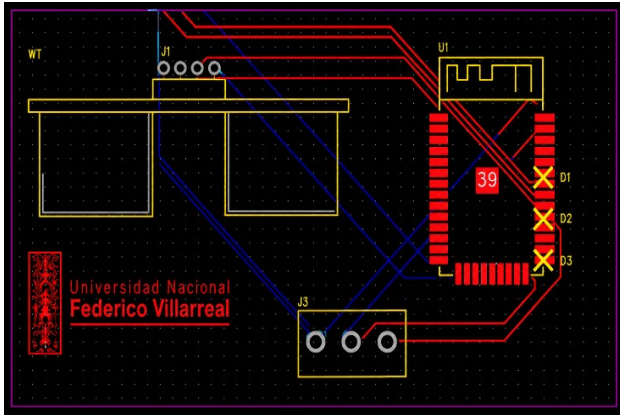 WT
J1
U1
39
D1
D2
D3
Universidad Nacional
Federico Villarreal
J3